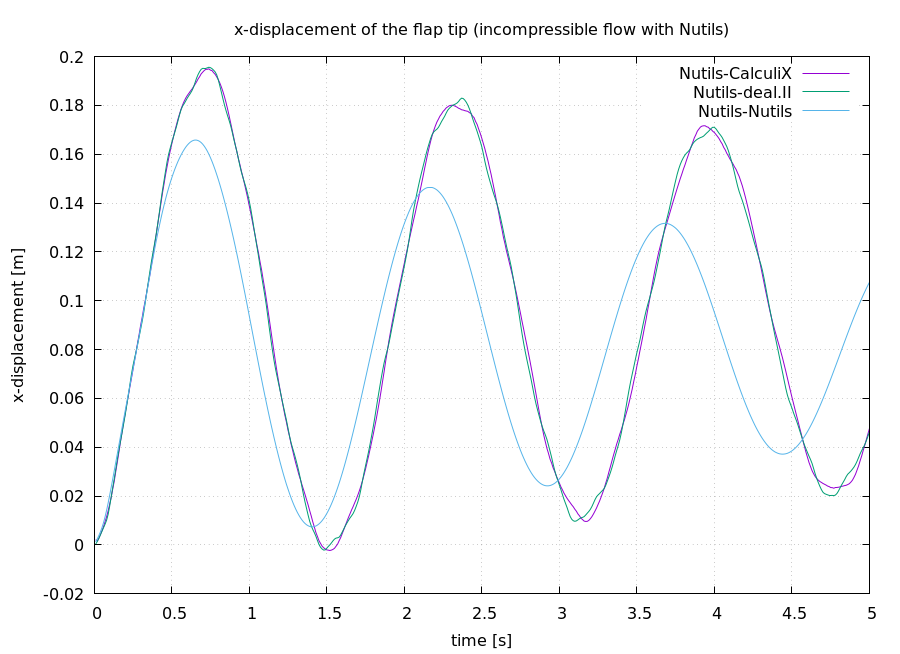 x-displacement of the flap tip (incompressible flow with Nutils)
0.2
0.18
0.16
0.14
0.12
0.1
0.08
0.06
0.04
0.02
0
-0.02
x-displacement [m]
Nutils-CalculiX
Nutils-deal.II
Nutils-Nutils
0 0.5 1 1.5 2 2.5 3 3.5 4 4.5 5
time [s]